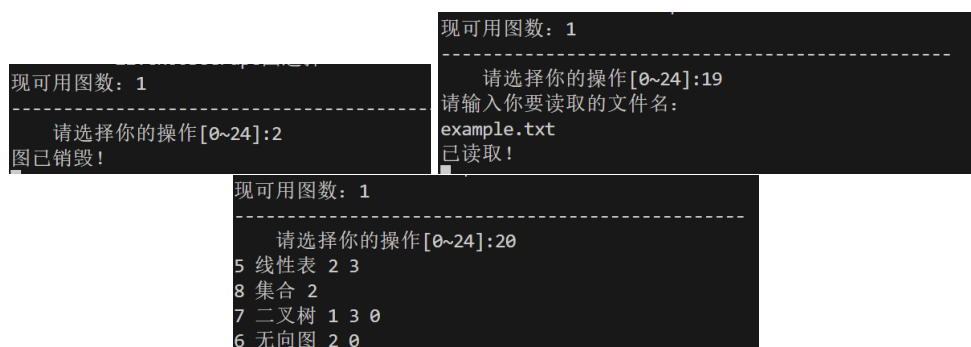 现可用图数：1
------------------------------------------
请选择你的操作[0~24]:2
图已销毁！
现可用图数：1
-------------------------------------------------
请选择你的操作[0~24]:19
请输入你要读取的文件名：
example.txt
已读取！
现可用图数：1
-------------------------------------------------
请选择你的操作[0~24]:20
5 线性表 2 3
8 集合 2
7 二叉树 1 3 0
6 无向图 2 0